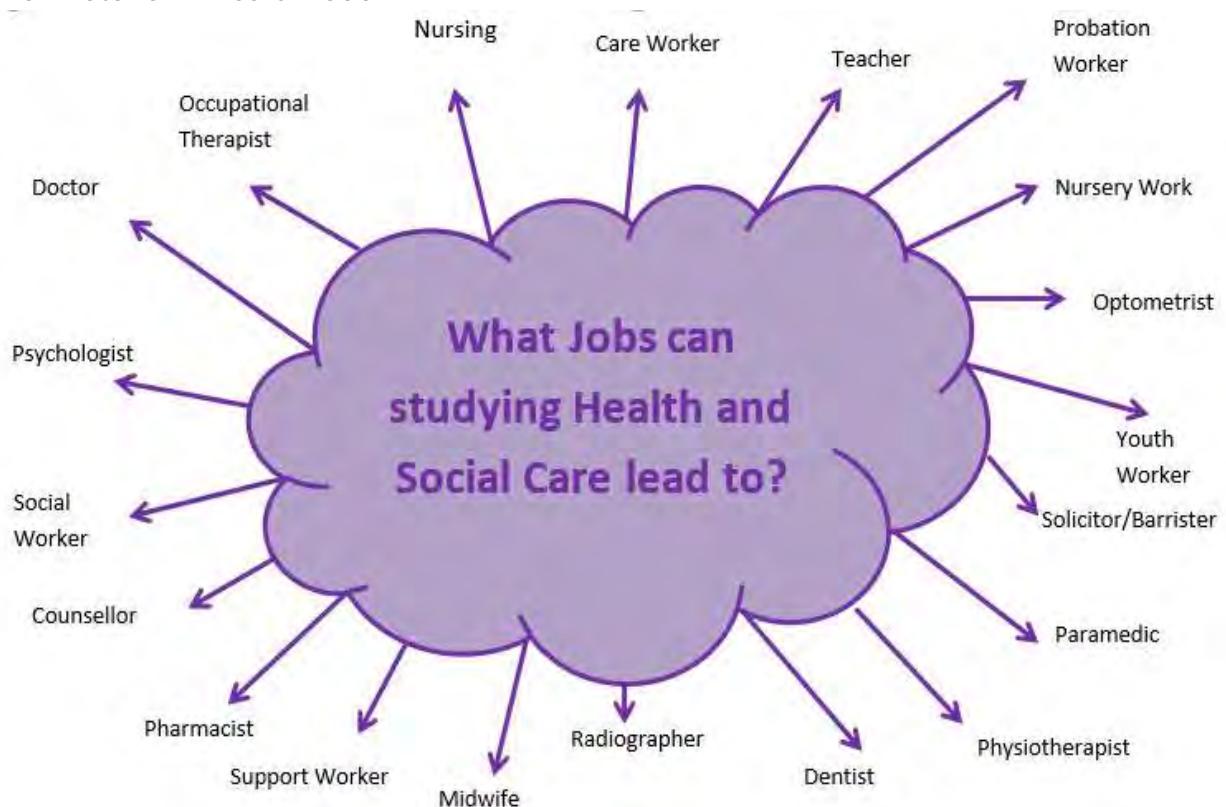 Nursing
Care Worker
Teacher
Probation
Worker
Occupational
Therapist
Doctor
Nursery Work
Optometrist
What Jobs can
studying Health and
Social Care lead to?
Psychologist
Youth
Worker
Social
Worker
Solicitor/Barrister
Counsellor
Paramedic
Pharmacist
Radiographer
Physiotherapist
Support Worker
Dentist
Midwife